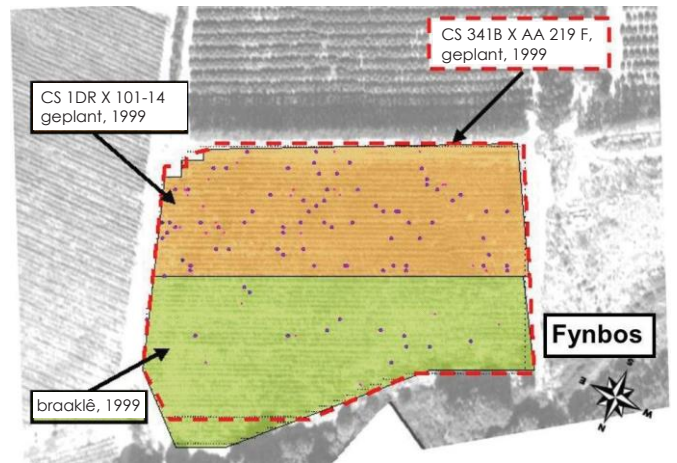 CS 341B X AA 219 F,
geplant, 1999
CS 1DR X 101-14
geplant, 1999
Fynbos
braaklê, 1999
S
E
W
N